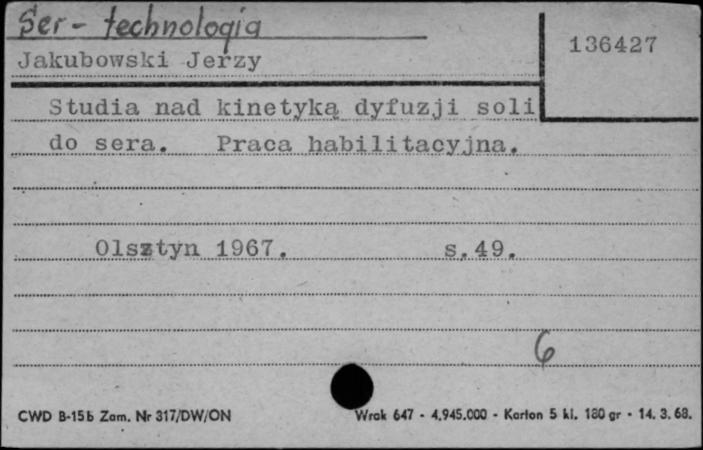 Ser - technologia
136427
Jakubowski Jerzy
Studia nad kinetyką dyfuzji soli
do sera. Praca habilitacyjna.
Olsztyn 1967. s.49.
6
CWD B-15b Zam. Nr 317/DW/ON Wrak 647 - 4.945.000 - Karton 5 kl. 180 gr - 14. 3. 68.